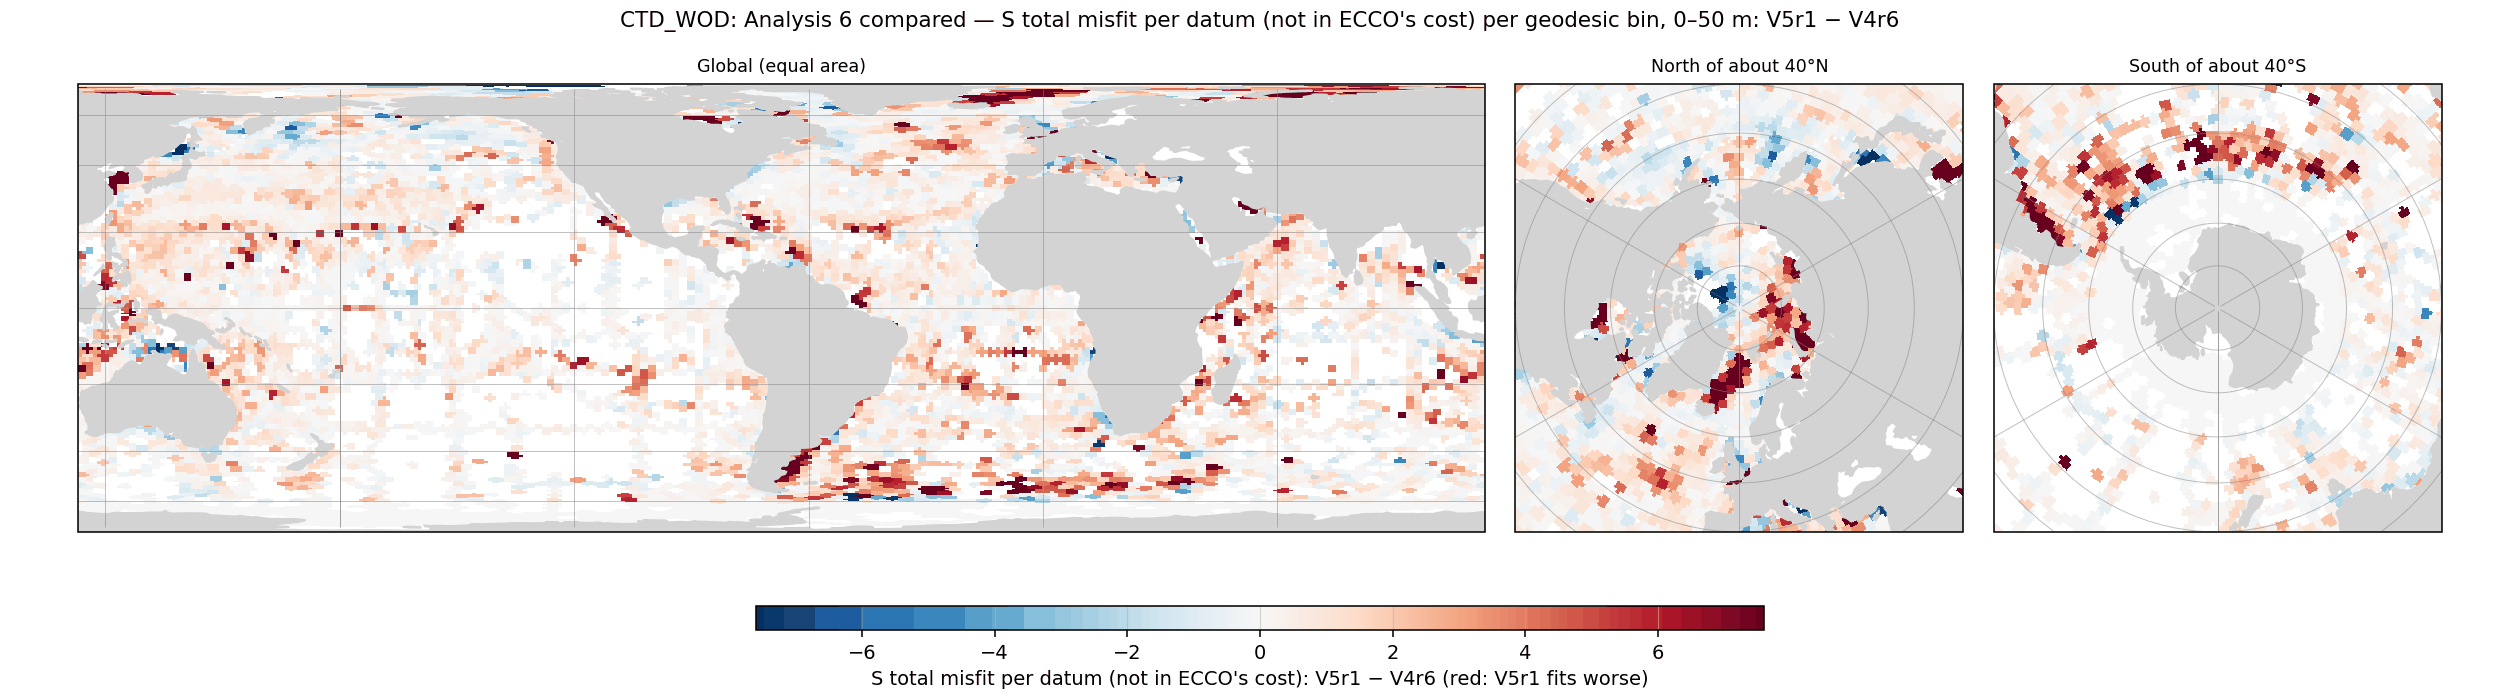 CTD_WOD: Analysis 6 compared — S total misfit per datum (not in ECCO's cost) per geodesic bin, 0–50 m: V5r1 − V4r6
Global (equal area)
North of about 40°N
South of about 40°S
−6 −4 −2 0 2 4 6
S total misfit per datum (not in ECCO's cost): V5r1 − V4r6 (red: V5r1 fits worse)